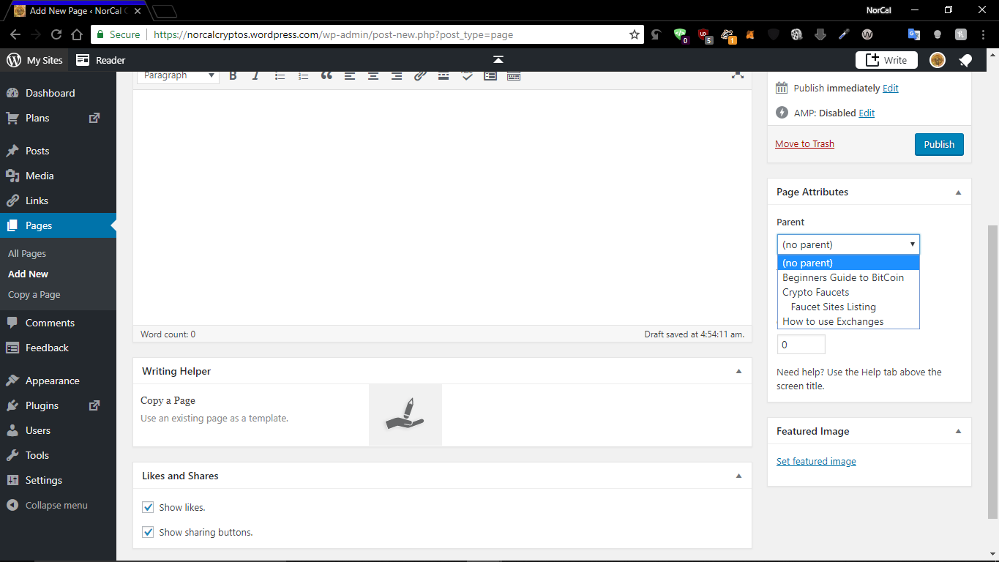 Add New Page ‹ NorCal C
NorCal
Secure
https://norcalcryptos.wordpress.com/wp-admin/post-new.php?post_type=page
0
5
1
My Sites
Reader
Write
Dashboard
Plans
Posts
Media
Links
Pages
All Pages
Add New
Copy a Page
Comments
Feedback
Appearance
Plugins
Users
Tools
Settings
Collapse menu
Paragraph
Word count: 0
Draft saved at 4:54:11 am.
Writing Helper
Copy a Page
Use an existing page as a template.
Likes and Shares
Show likes.
Show sharing buttons.
Publish immediately Edit
AMP: Disabled Edit
Move to Trash
Publish
Page Attributes
Parent
(no parent)
(no parent)
Beginners Guide to BitCoin
Crypto Faucets
Faucet Sites Listing
How to use Exchanges
0
Need help? Use the Help tab above the
screen title.
Featured Image
Set featured image